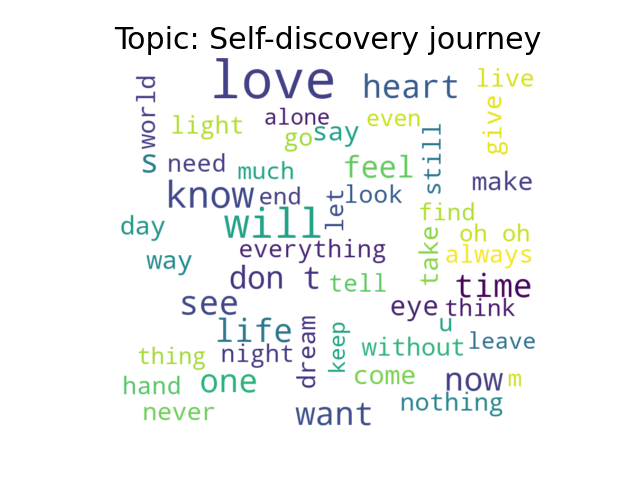 Topic: Self-discovery journey
love
heart
live
world
light
alone
even
give
go
say
still
s
need
much
feel
know
end
let
look
make
find
day
will
oh oh
everything
take
always
way
don t
tell
time
see
eye
think
life
u
dream
keep
without
leave
thing
night
hand
one
come
now
m
never
want
nothing